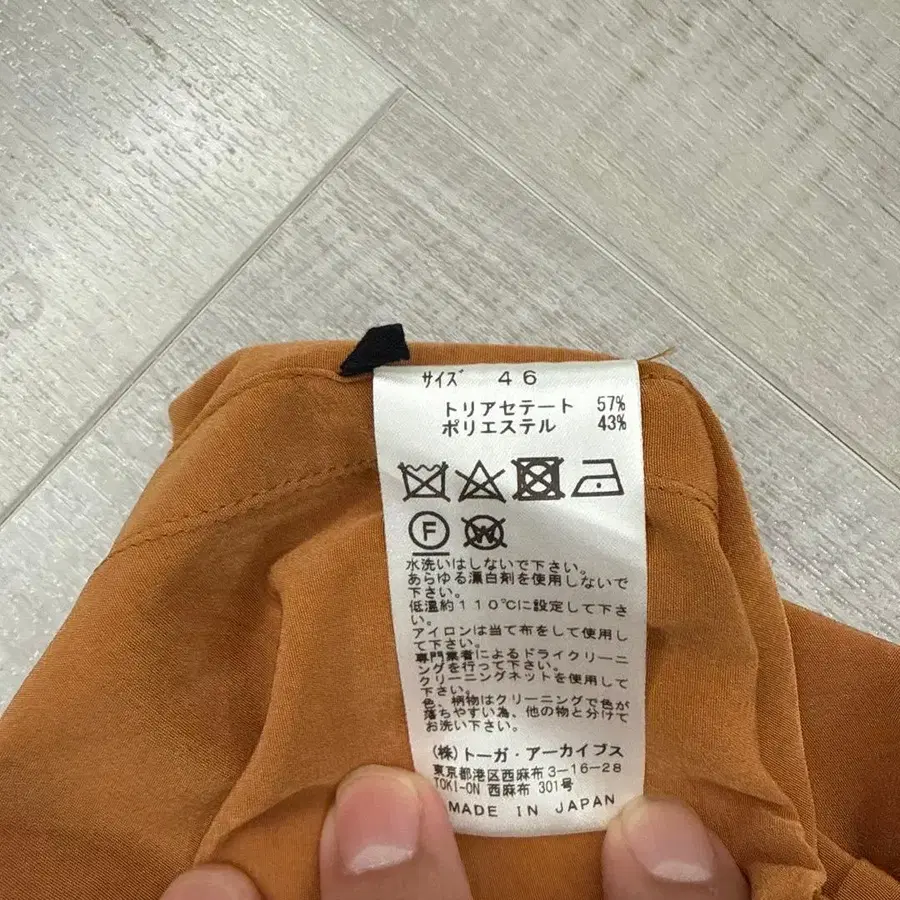 サイズ 46
トリアセテート 57%
ポリエステル 43%
F W
水洗いはしないで下さい。
あらゆる漂白剤を使用しないで
下さい。
低温約110℃に設定して下さ
い。
アイロンは当て布をして使用し
て下さい。
専門業者によるドライクリーニ
ングを行って下さい。
クリーニングネットを使用して
下さい。
色、柄物はクリーニングで色が
落ちやすい為、他の物と分けて
お洗い下さい。
(株)トーガ・アーカイブス
東京都港区西麻布3-16-28
TOKI-ON 西麻布 301号
MADE IN JAPAN